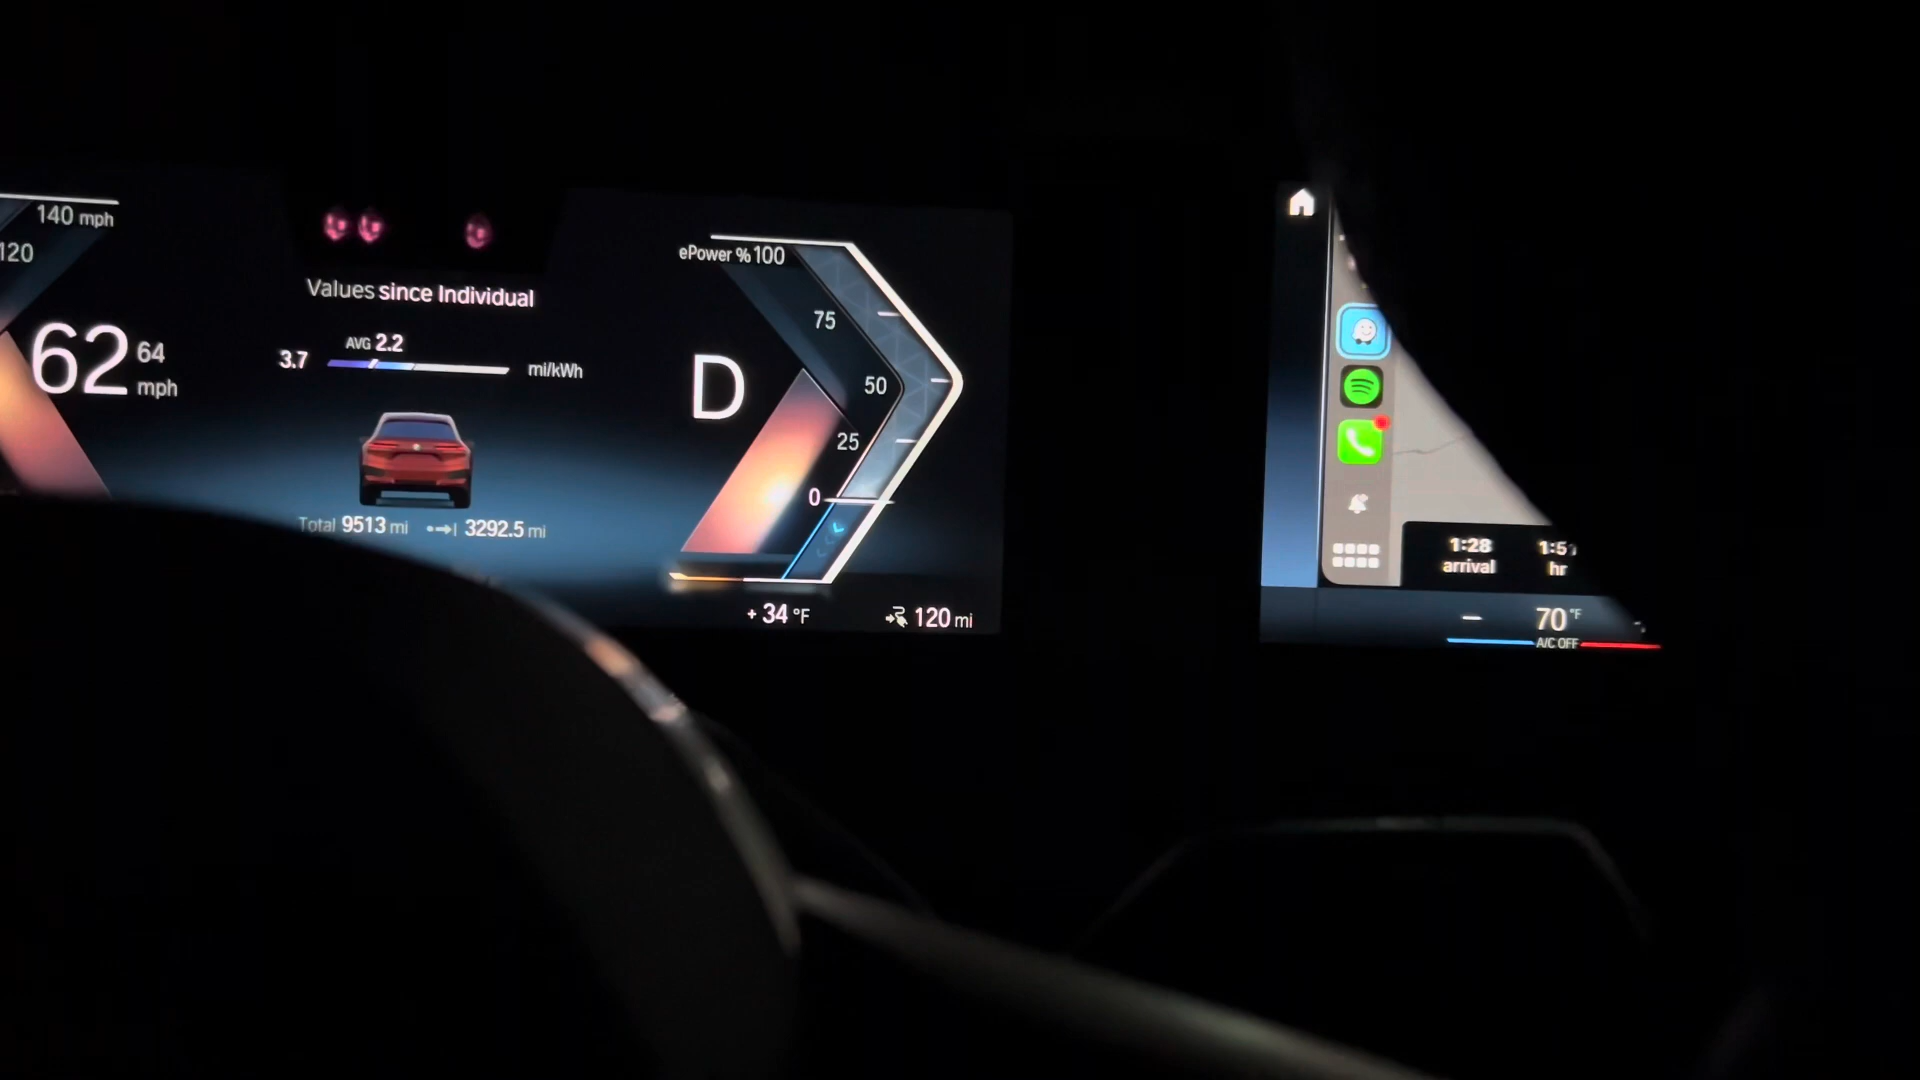 140 mph
120
62 64
mph
Values since Individual
AVG 2.2
3.7 mi/kWh
Total 9513 mi 3292.5 mi
ePower % 100
75
D
50
25
0
+ 34 °F
120 mi
1:28
arrival
hr
70 °F
A/C OFF